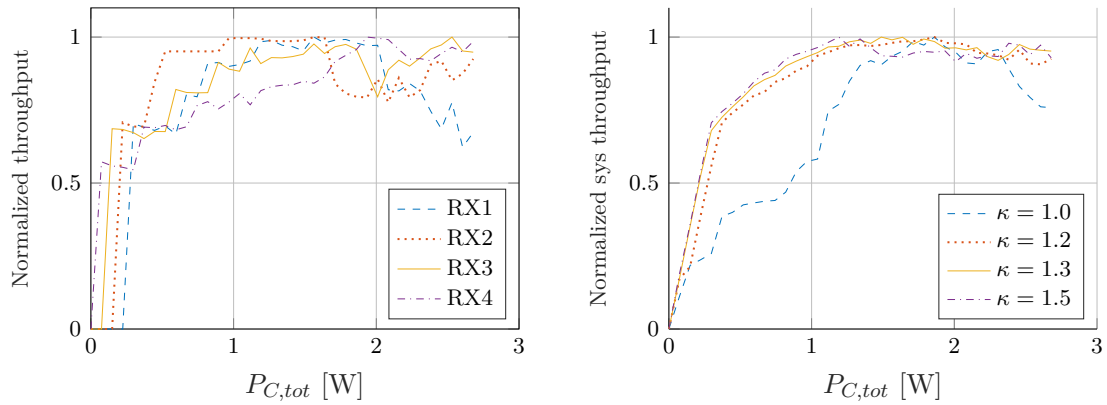 Normalized throughput
1
0.5
0
0
1
2
3
P_{C,tot} [W]
RX1
RX2
RX3
RX4
Normalized sys throughput
1
0.5
0
0
1
2
3
P_{C,tot} [W]
κ = 1.0
κ = 1.2
κ = 1.3
κ = 1.5